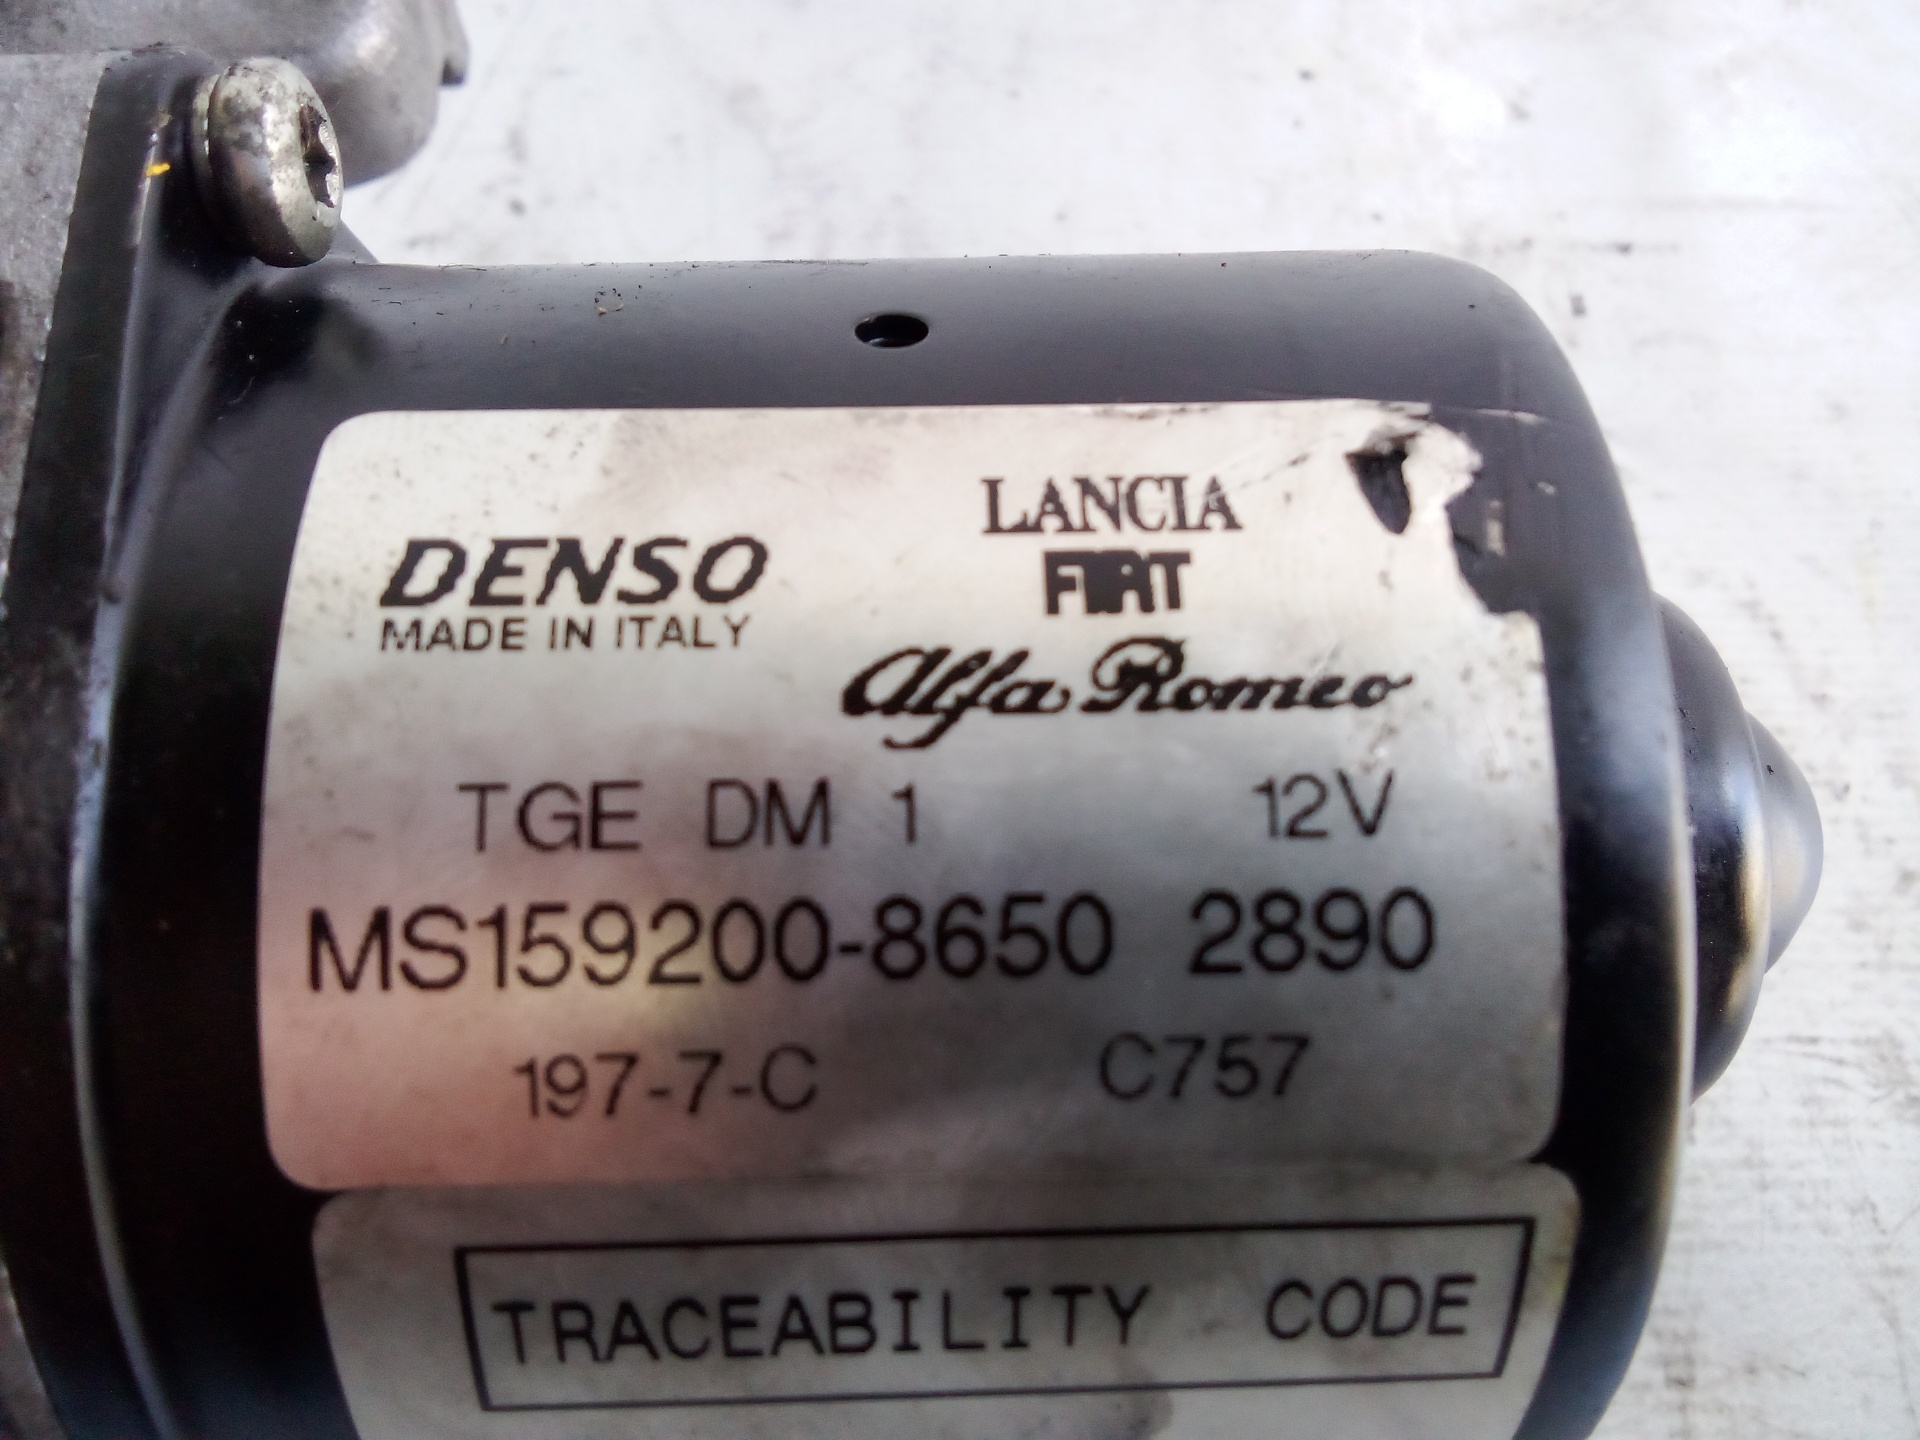 DENSO
MADE IN ITALY
LANCIA
FIAT
Alfa Romeo
TGE DM 1 12V
MS159200-8650 2890
197-7-C C757
TRACEABILITY CODE